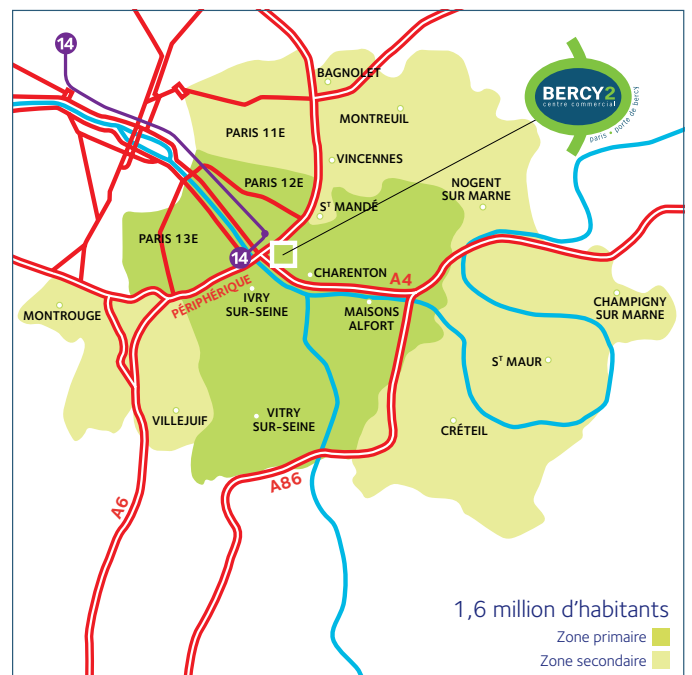 14
BAGNOLET
BERCY2
centre commercial
paris • porte de bercy
MONTREUIL
PARIS 11E
VINCENNES
PARIS 12E
NOGENT
SUR MARNE
Sᵀ MANDÉ
PARIS 13E
14
CHARENTON
A4
PÉRIPHÉRIQUE
IVRY
SUR-SEINE
MAISONS
ALFORT
CHAMPIGNY
SUR MARNE
MONTROUGE
Sᵀ MAUR
VILLEJUIF
VITRY
SUR-SEINE
CRÉTEIL
A86
A6
1,6 million d’habitants
Zone primaire
Zone secondaire